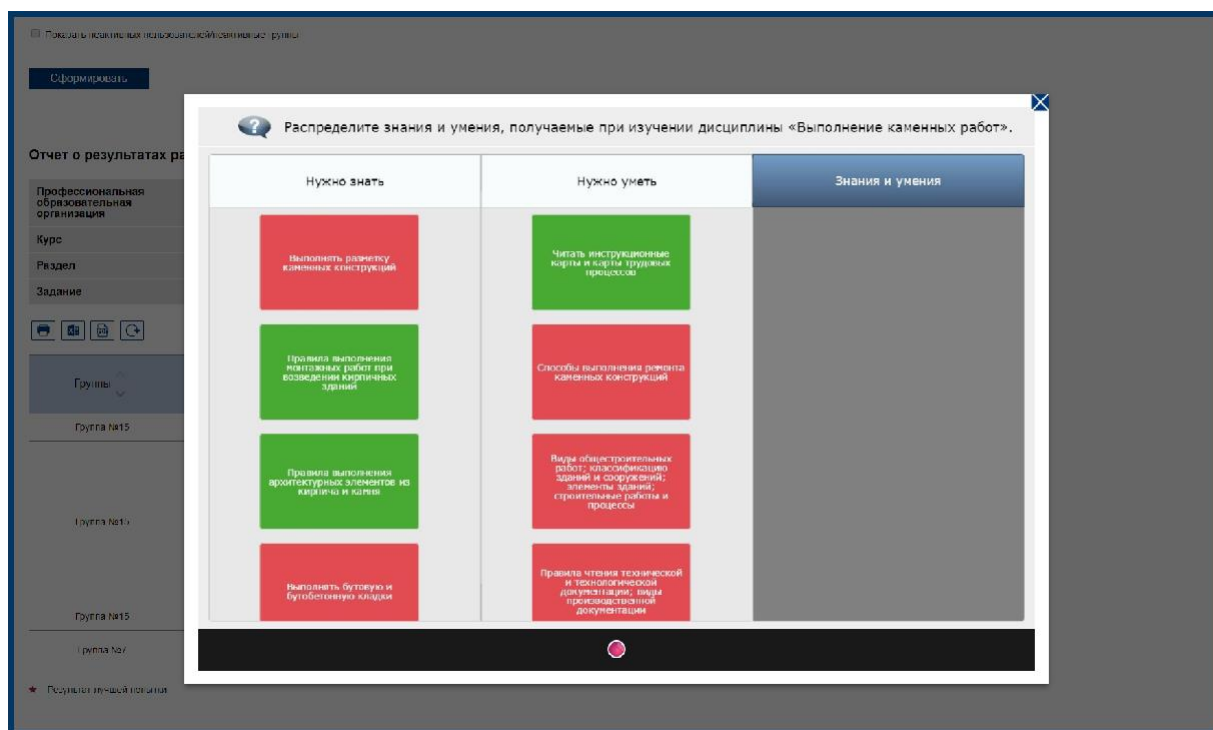 Показать неактивных пользователей/неактивные группы
Сформировать
Отчет о результатах ра
Профессиональная
образовательная
организация
Курс
Раздел
Задание
Группы
Группа №15
Группа №15
Группа №15
Группа №7
Результат лучшей попытки
Распределите знания и умения, получаемые при изучении дисциплины «Выполнение каменных работ».
Нужно знать
Нужно уметь
Знания и умения
Выполнять разметку
каменных конструкций
Читать инструкционные
карты и карты трудовых
процессов
Правила выполнения
монтажных работ при
возведении кирпичных
зданий
Способы выполнения ремонта
каменных конструкций
Правила выполнения
архитектурных элементов из
кирпича и камня
Виды общестроительных
работ; классификацию
зданий и сооружений;
элементы зданий;
строительные работы и
процессы
Выполнять бутовую и
бутобетонную кладки
Правила чтения технической
и технологической
документации; виды
производственной
документации